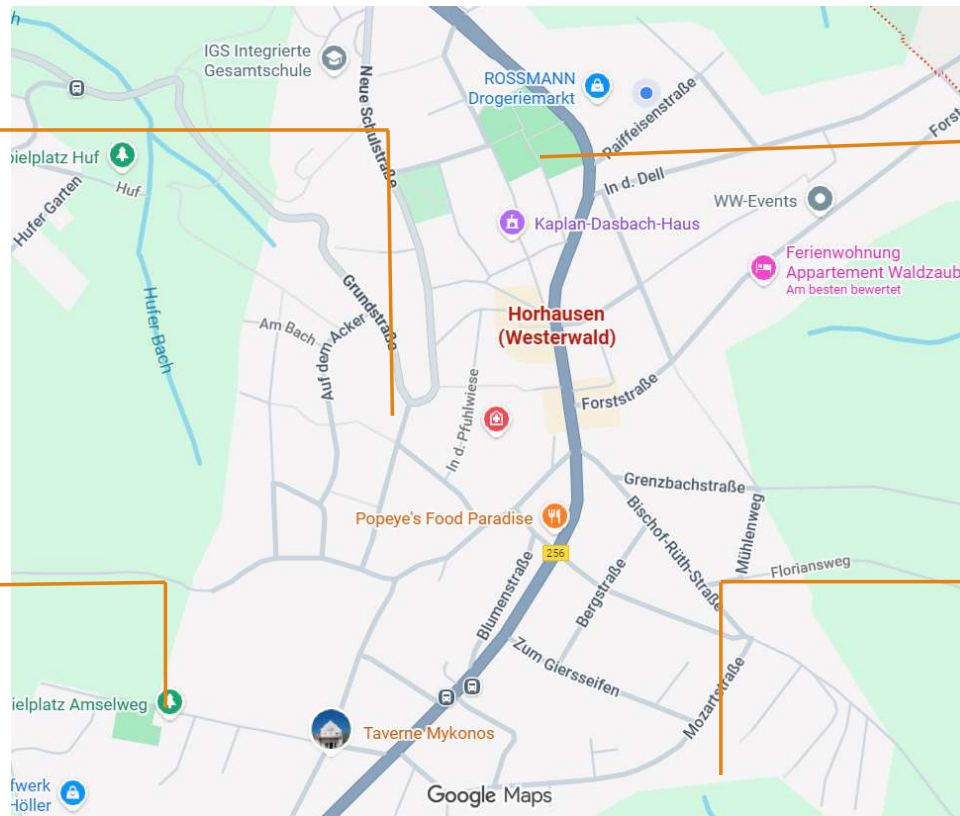 IGS Integrierte
Gesamtschule
Neue Schulstraße
ROSSMANN
Drogeriemarkt
Raiffeisenstraße
Forst
ielplatz Huf
Huf
Hufer Garten
In d. Dell
WW-Events
Kaplan-Dasbach-Haus
Ferienwohnung
Appartement Waldzaub
Am besten bewertet
Grundstraße
Hufer Bach
Am Bach
Auf dem Acker
Horhausen
(Westerwald)
In d. Pfuhlwiese
Forststraße
Grenzbachstraße
Bischof-Rüth-Straße
Mühlenweg
Popeye's Food Paradise
256
Floriansweg
Blumenstraße
Bergstraße
Zum Giersseifen
Mozartstraße
ielplatz Amselweg
Taverne Mykonos
fwerk
Höller
Google Maps